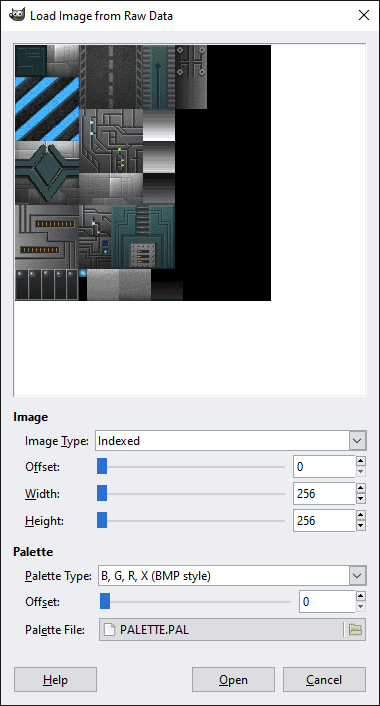 Load Image from Raw Data
Image
Image Type: Indexed
Offset: 0
Width: 256
Height: 256
Palette
Palette Type: B, G, R, X (BMP style)
Offset: 0
Palette File: PALETTE.PAL
Help Open Cancel